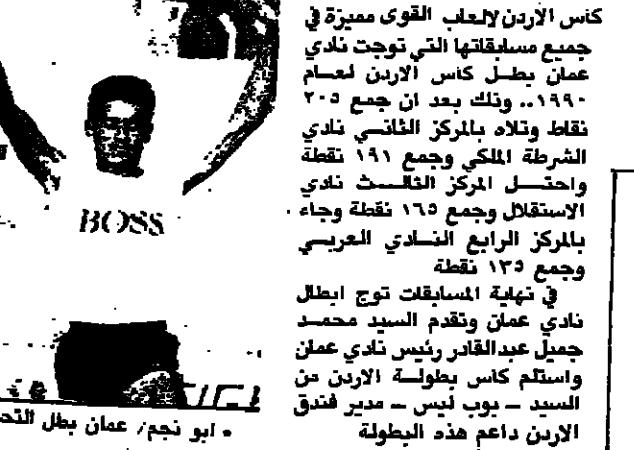 كأس الاردن لالعاب القوى مميزة في
جميع مسابقاتها التي توجت نادي
عمان بطل كأس الاردن لعام
١٩٩٠.. وذلك بعد ان جمع ٢٠٥
نقاط وتلاه بالمركز الثاني نادي
الشرطة الملكي وجمع ١٩١ نقطة
واحتل المركز الثالث نادي
الاستقلال وجمع ١٦٥ نقطة وجاء
بالمركز الرابع النادي العربي
وجمع ١٣٥ نقطة
في نهاية المسابقات توج ابطال
نادي عمان وتقدم السيد محمد
جميل عبدالقادر رئيس نادي عمان
واستلم كأس بطولة الاردن من
السيد ـ بوب ليس ـ مدير فندق
الاردن داعم هذه البطولة
BOSS
• ابو نجم/ عمان بطل التح